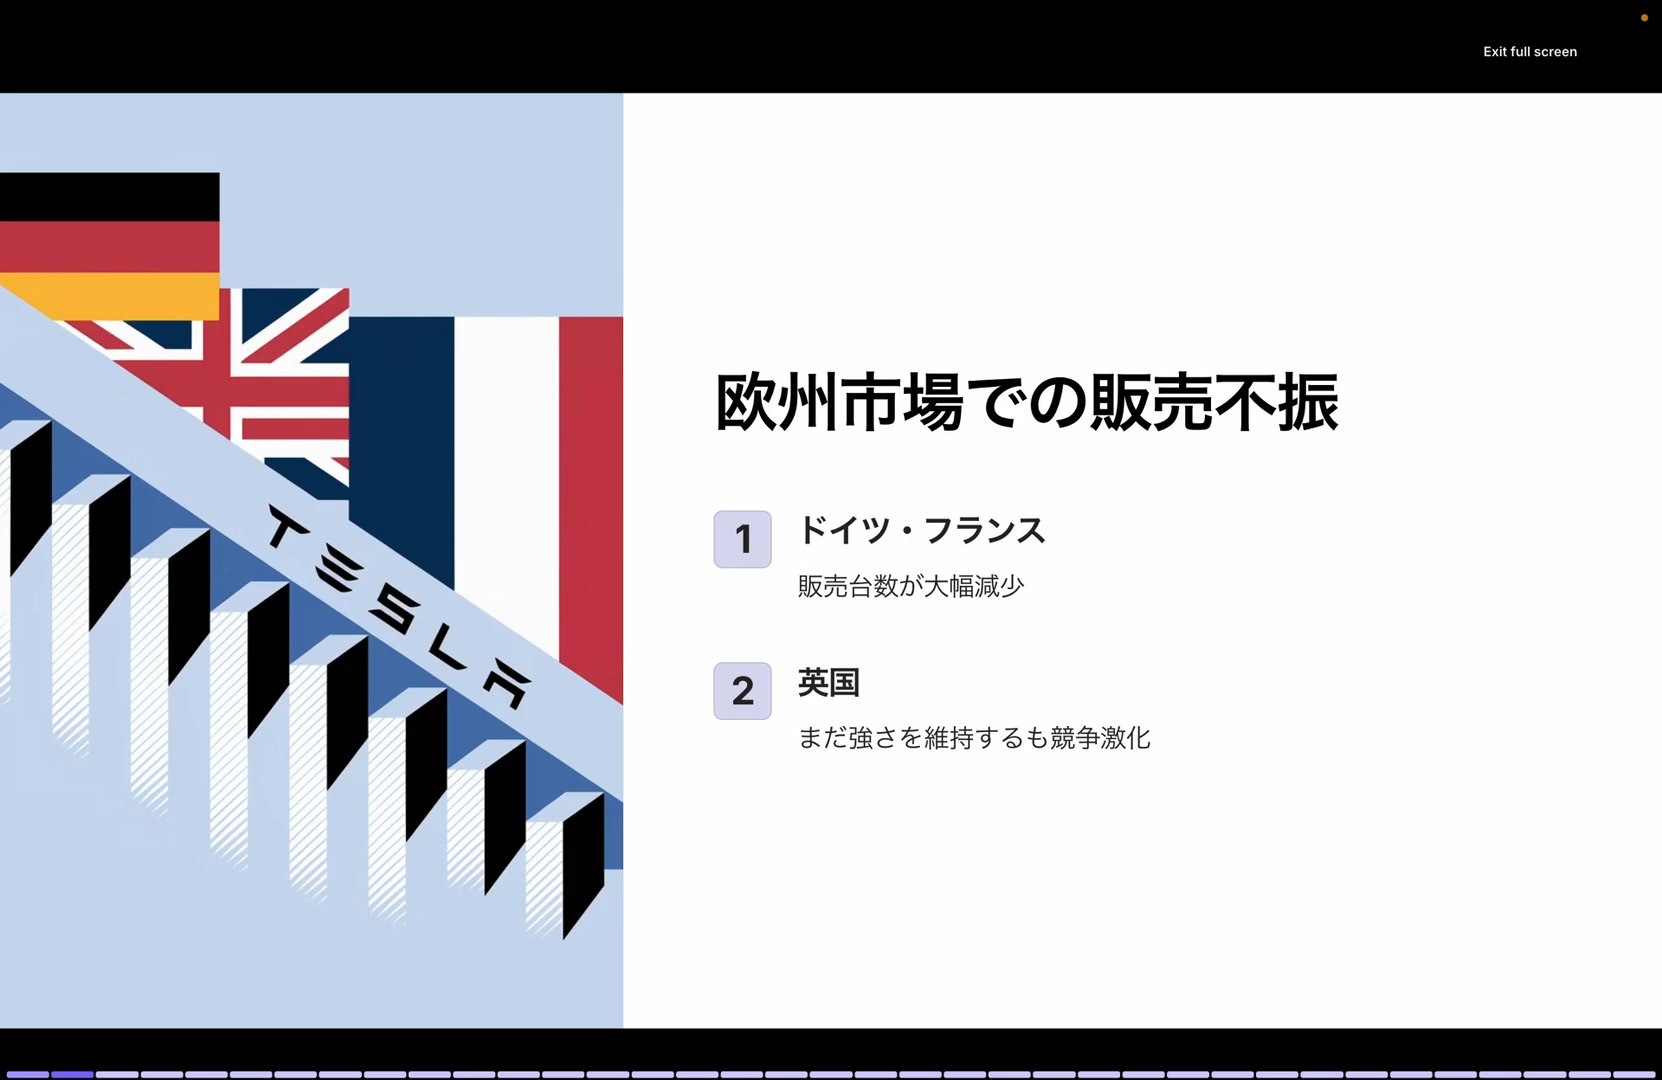 Exit full screen
TESLA
欧州市場での販売不振
1
ドイツ・フランス
販売台数が大幅減少
2
英国
まだ強さを維持するも競争激化